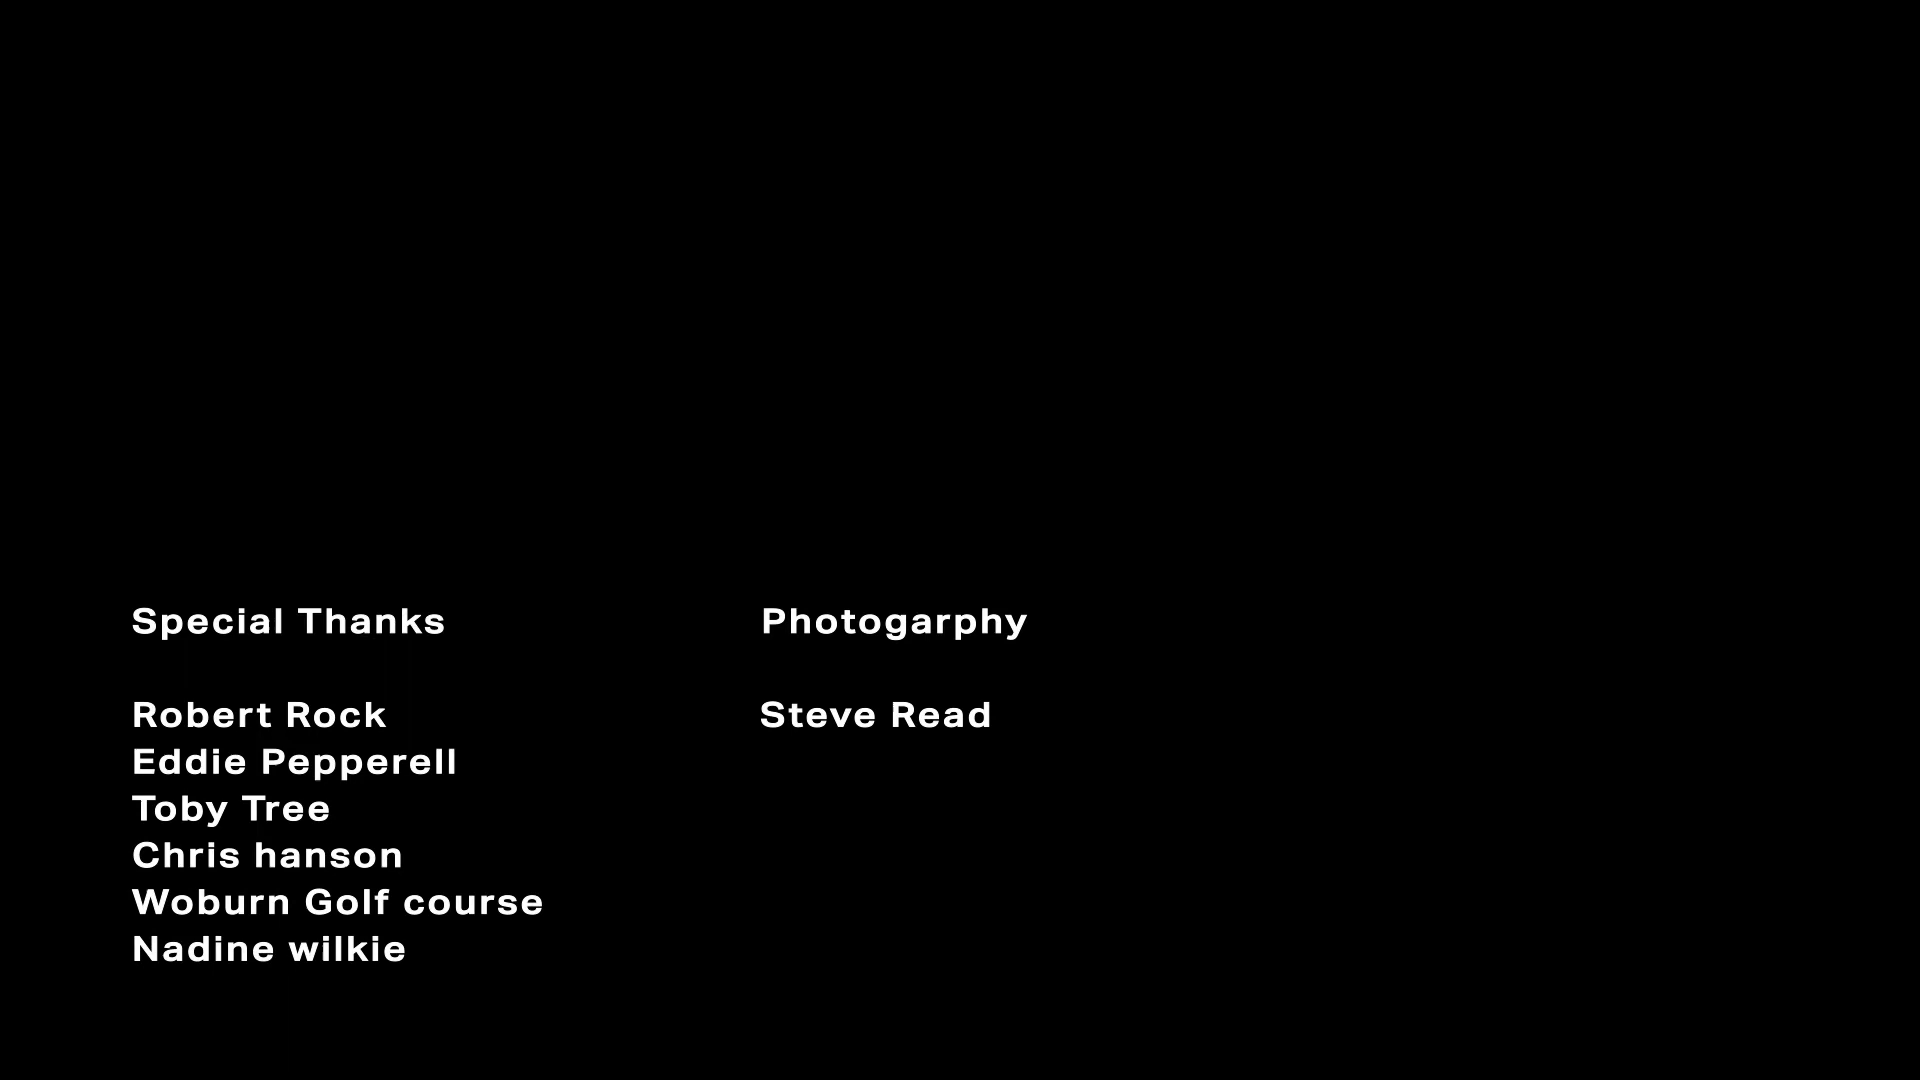 Special Thanks
Robert Rock
Eddie Pepperell
Toby Tree
Chris hanson
Woburn Golf course
Nadine wilkie
Photogarphy
Steve Read